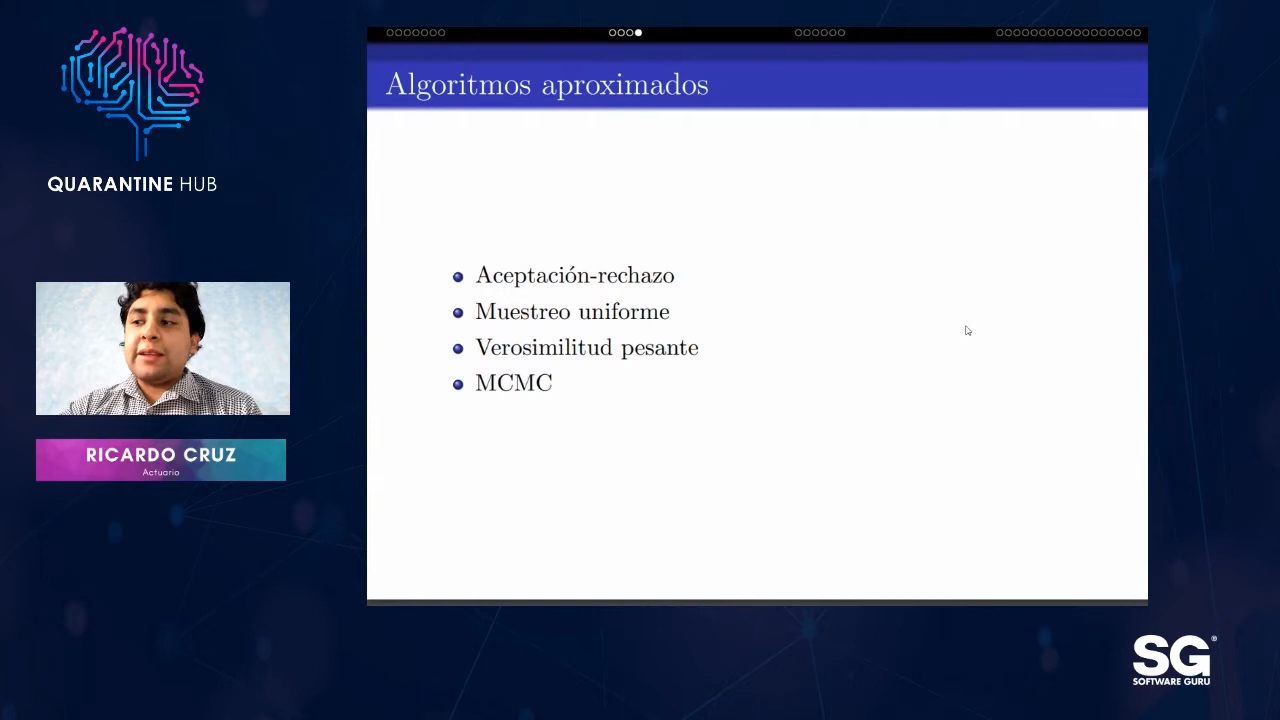 QUARANTINE HUB
RICARDO CRUZ
Actuario
Algoritmos aproximados
Aceptación-rechazo
Muestreo uniforme
Verosimilitud pesante
MCMC
SG®
SOFTWARE GURU